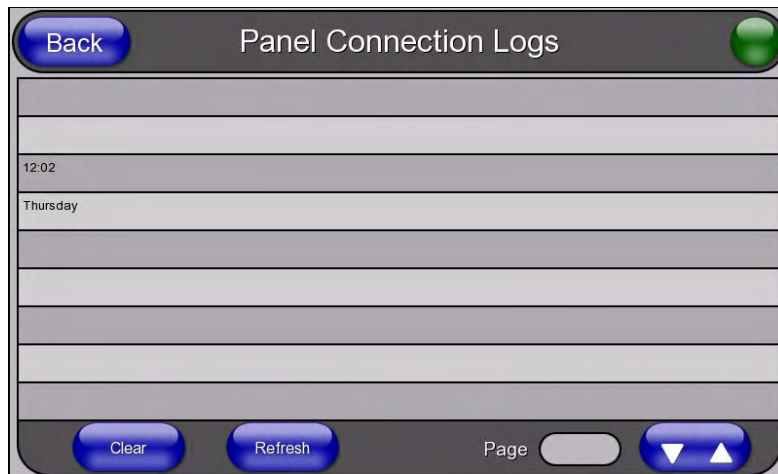 Back
Panel Connection Logs
12:02
Thursday
Clear
Refresh
Page